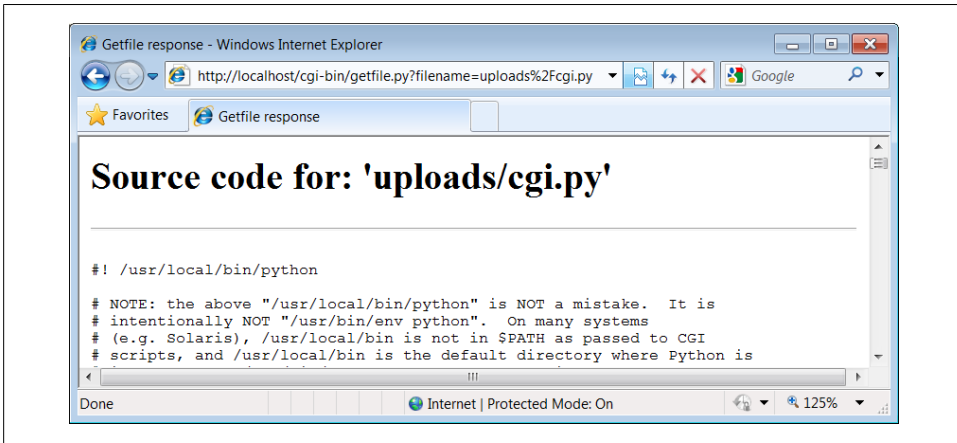 Getfile response - Windows Internet Explorer
http://localhost/cgi-bin/getfile.py?filename=uploads%2Fcgi.py
Google
Favorites
Getfile response
Source code for: 'uploads/cgi.py'
#! /usr/local/bin/python
# NOTE: the above "/usr/local/bin/python" is NOT a mistake.  It is
# intentionally NOT "/usr/bin/env python".  On many systems
# (e.g. Solaris), /usr/local/bin is not in $PATH as passed to CGI
# scripts, and /usr/local/bin is the default directory where Python is
Done
Internet | Protected Mode: On
125%